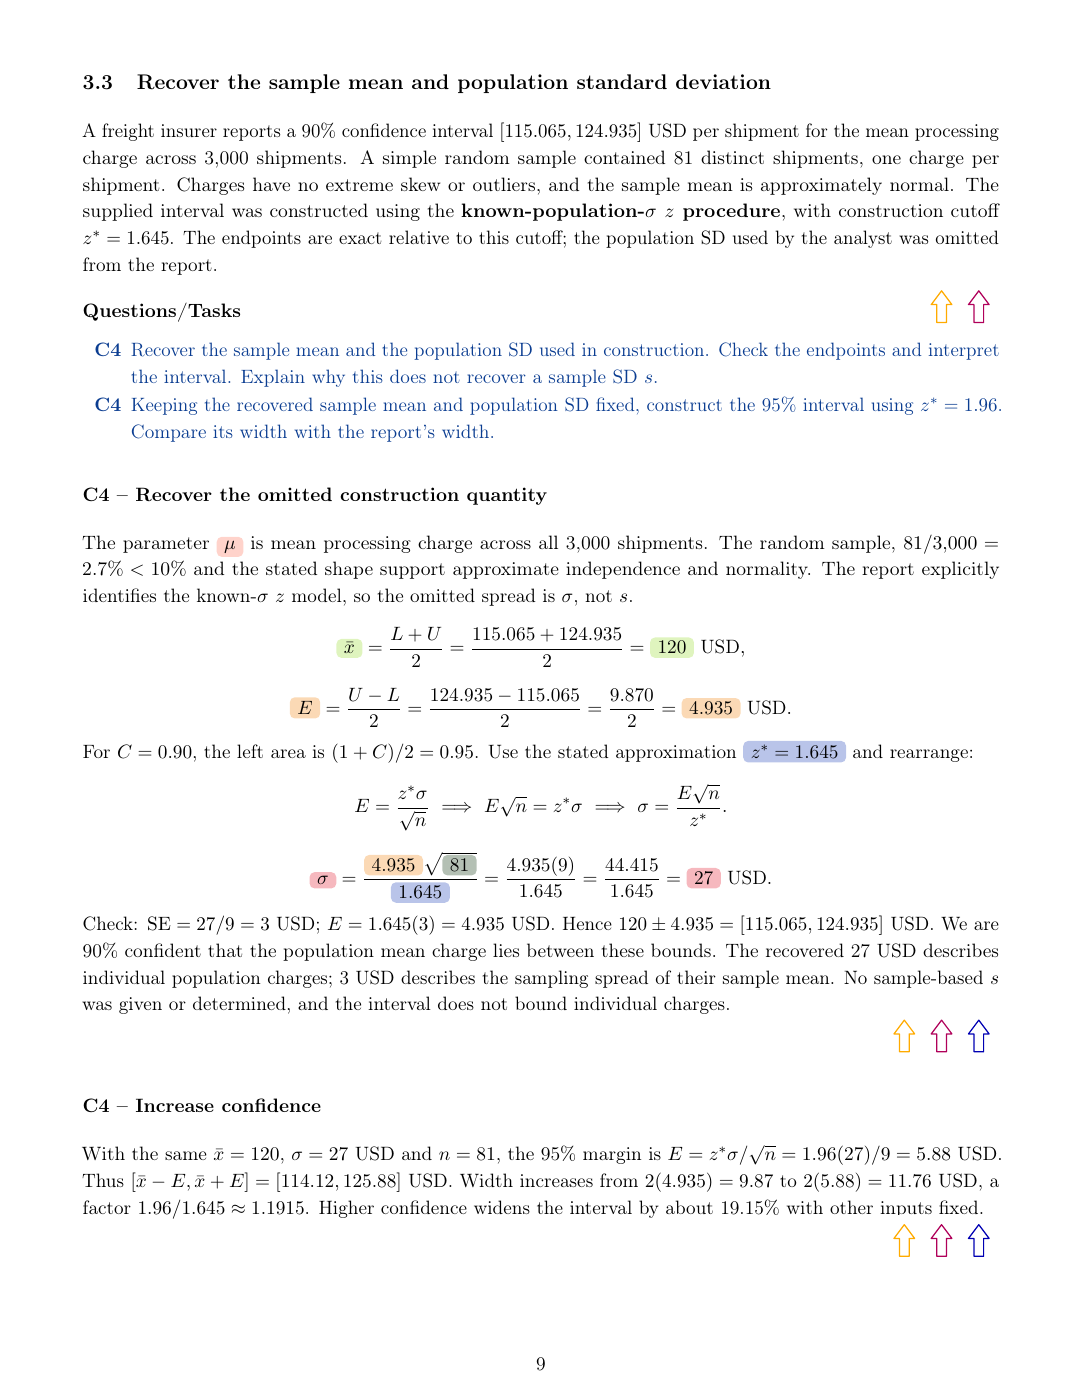 3.3 Recover the sample mean and population standard deviation
A freight insurer reports a 90% confidence interval [115.065, 124.935] USD per shipment for the mean processing
charge across 3,000 shipments. A simple random sample contained 81 distinct shipments, one charge per
shipment. Charges have no extreme skew or outliers, and the sample mean is approximately normal. The
supplied interval was constructed using the known-population-σ z procedure, with construction cutoff
z* = 1.645. The endpoints are exact relative to this cutoff; the population SD used by the analyst was omitted
from the report.
Questions/Tasks
C4 Recover the sample mean and the population SD used in construction. Check the endpoints and interpret
the interval. Explain why this does not recover a sample SD s.
C4 Keeping the recovered sample mean and population SD fixed, construct the 95% interval using z* = 1.96.
Compare its width with the report's width.
C4 – Recover the omitted construction quantity
The parameter μ is mean processing charge across all 3,000 shipments. The random sample, 81/3,000 =
2.7% < 10% and the stated shape support approximate independence and normality. The report explicitly
identifies the known-σ z model, so the omitted spread is σ, not s.
x̄ = (L + U)/2 = (115.065 + 124.935)/2 = 120 USD,
E = (U − L)/2 = (124.935 − 115.065)/2 = 9.870/2 = 4.935 USD.
For C = 0.90, the left area is (1 + C)/2 = 0.95. Use the stated approximation z* = 1.645 and rearrange:
E = z*σ/√n ⟹ E√n = z*σ ⟹ σ = E√n/z*.
σ = 4.935√81/1.645 = 4.935(9)/1.645 = 44.415/1.645 = 27 USD.
Check: SE = 27/9 = 3 USD; E = 1.645(3) = 4.935 USD. Hence 120 ± 4.935 = [115.065, 124.935] USD. We are
90% confident that the population mean charge lies between these bounds. The recovered 27 USD describes
individual population charges; 3 USD describes the sampling spread of their sample mean. No sample-based s
was given or determined, and the interval does not bound individual charges.
C4 – Increase confidence
With the same x̄ = 120, σ = 27 USD and n = 81, the 95% margin is E = z*σ/√n = 1.96(27)/9 = 5.88 USD.
Thus [x̄ − E, x̄ + E] = [114.12, 125.88] USD. Width increases from 2(4.935) = 9.87 to 2(5.88) = 11.76 USD, a
factor 1.96/1.645 ≈ 1.1915. Higher confidence widens the interval by about 19.15% with other inputs fixed.
9